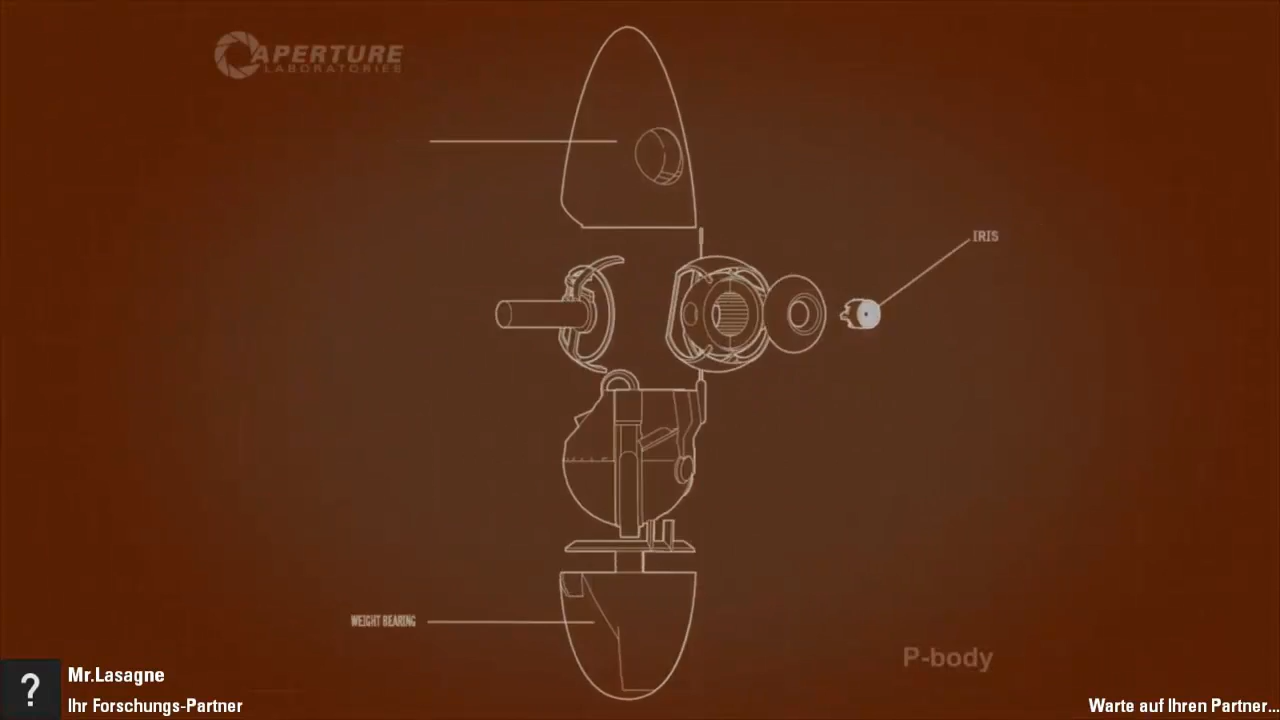 APERTURE
LABORATORIES
IRIS
WEIGHT BEARING
P-body
?
Mr.Lasagne
Ihr Forschungs-Partner
Warte auf Ihren Partner...